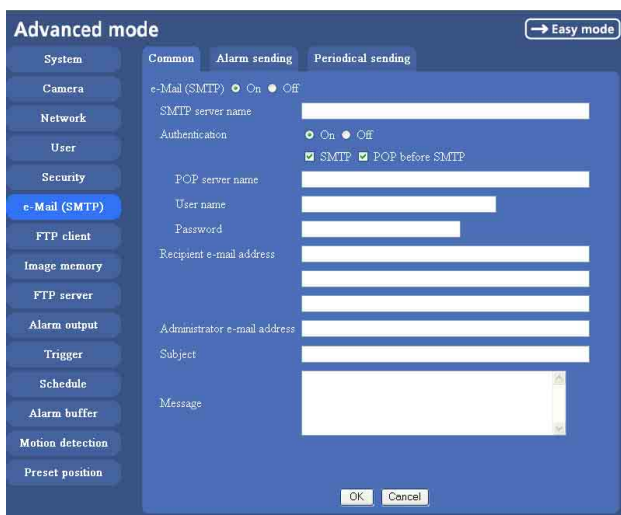 Advanced mode
→ Easy mode
System
Camera
Network
User
Security
e-Mail (SMTP)
FTP client
Image memory
FTP server
Alarm output
Trigger
Schedule
Alarm buffer
Motion detection
Preset position
Common Alarm sending Periodical sending
e-Mail (SMTP) On Off
SMTP server name
Authentication On Off
SMTP POP before SMTP
POP server name
User name
Password
Recipient e-mail address
Administrator e-mail address
Subject
Message
OK Cancel